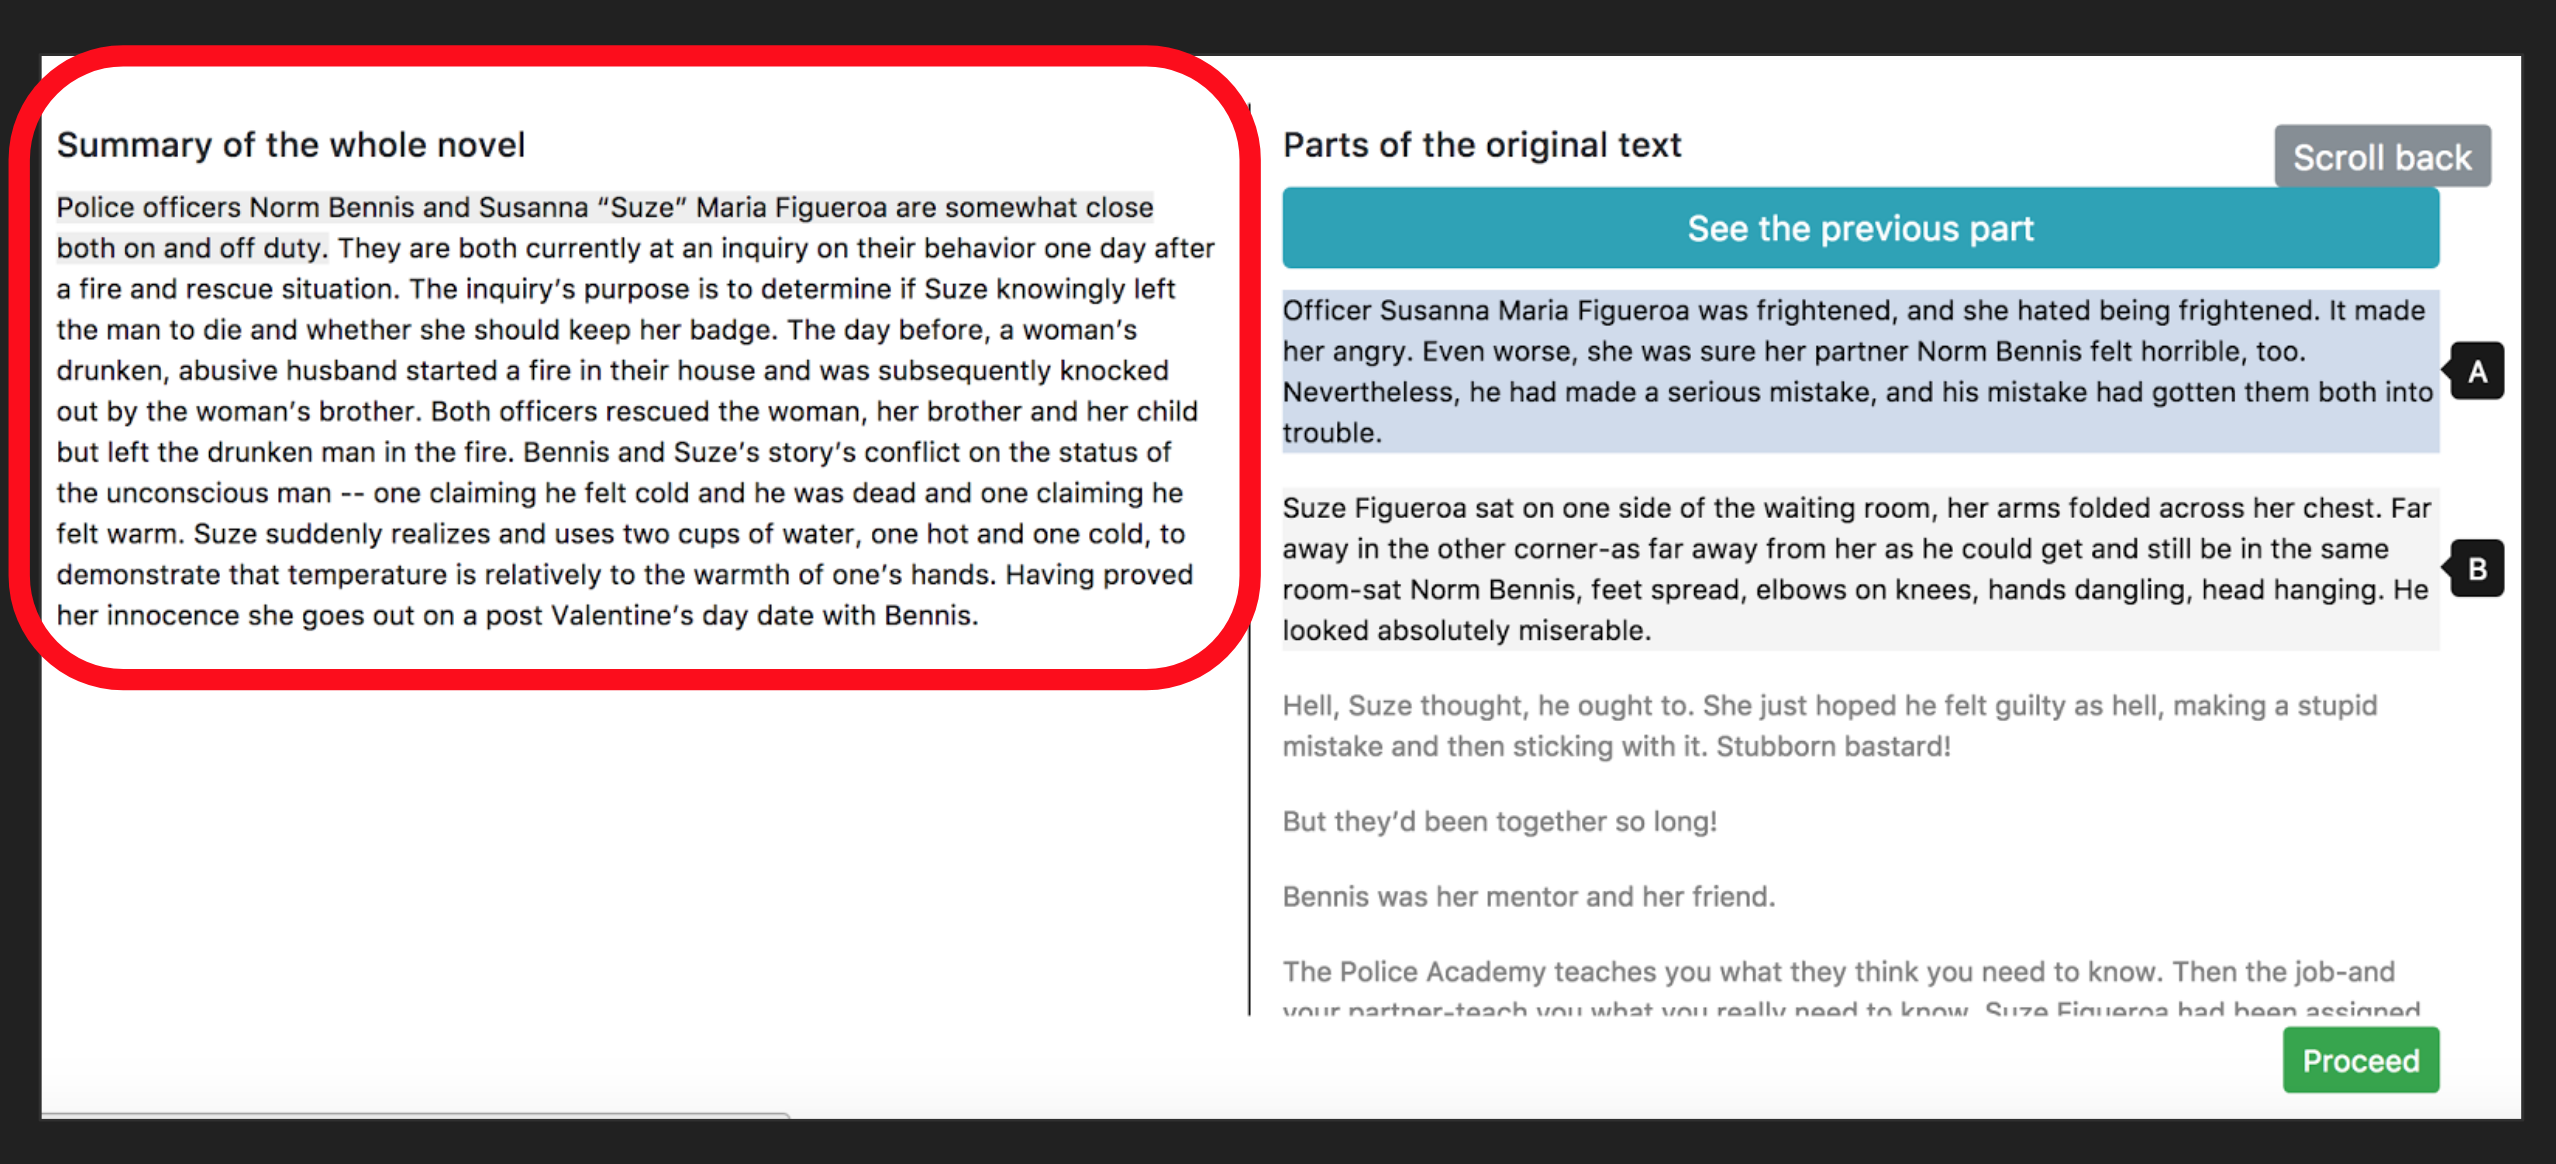 Summary of the whole novel
Police officers Norm Bennis and Susanna “Suze” Maria Figueroa are somewhat close
both on and off duty. They are both currently at an inquiry on their behavior one day after
a fire and rescue situation. The inquiry’s purpose is to determine if Suze knowingly left
the man to die and whether she should keep her badge. The day before, a woman’s
drunken, abusive husband started a fire in their house and was subsequently knocked
out by the woman’s brother. Both officers rescued the woman, her brother and her child
but left the drunken man in the fire. Bennis and Suze’s story’s conflict on the status of
the unconscious man -- one claiming he felt cold and he was dead and one claiming he
felt warm. Suze suddenly realizes and uses two cups of water, one hot and one cold, to
demonstrate that temperature is relatively to the warmth of one’s hands. Having proved
her innocence she goes out on a post Valentine’s day date with Bennis.
Parts of the original text
Scroll back
See the previous part
Officer Susanna Maria Figueroa was frightened, and she hated being frightened. It made
her angry. Even worse, she was sure her partner Norm Bennis felt horrible, too.
Nevertheless, he had made a serious mistake, and his mistake had gotten them both into
trouble.
A
Suze Figueroa sat on one side of the waiting room, her arms folded across her chest. Far
away in the other corner-as far away from her as he could get and still be in the same
room-sat Norm Bennis, feet spread, elbows on knees, hands dangling, head hanging. He
looked absolutely miserable.
B
Hell, Suze thought, he ought to. She just hoped he felt guilty as hell, making a stupid
mistake and then sticking with it. Stubborn bastard!
But they’d been together so long!
Bennis was her mentor and her friend.
The Police Academy teaches you what they think you need to know. Then the job-and
your partner-teach you what you really need to know. Suze Figueroa had been assigned
Proceed